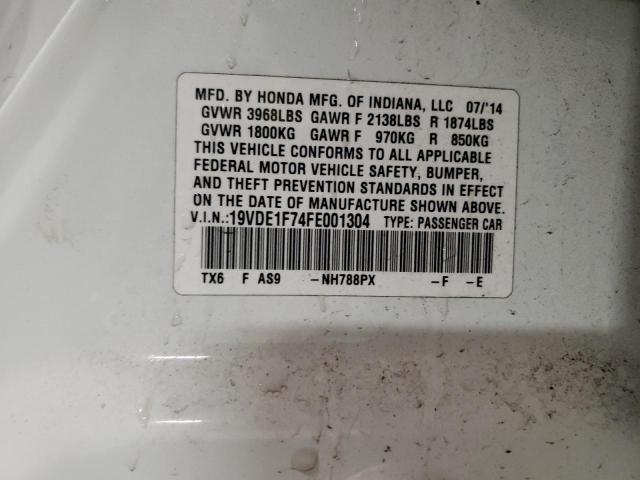 MFD. BY HONDA MFG. OF INDIANA, LLC 07/'14
GVWR 3968LBS GAWR F 2138LBS R 1874LBS
GVWR 1800KG GAWR F 970KG R 850KG
THIS VEHICLE CONFORMS TO ALL APPLICABLE
FEDERAL MOTOR VEHICLE SAFETY, BUMPER,
AND THEFT PREVENTION STANDARDS IN EFFECT
ON THE DATE OF MANUFACTURE SHOWN ABOVE.
V.I.N.:19VDE1F74FE001304 TYPE: PASSENGER CAR
TX6 F AS9 -NH788PX -F -E